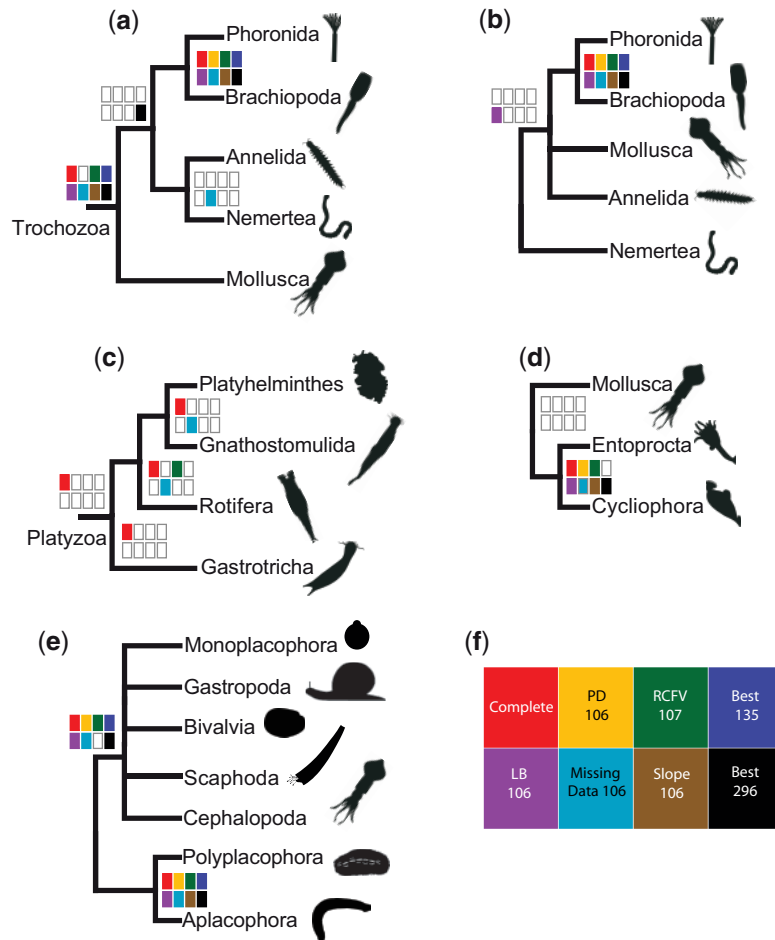 (a)
Phoronida
Brachiopoda
Annelida
Nemertea
Trochozoa
Mollusca
(b)
Phoronida
Brachiopoda
Mollusca
Annelida
Nemertea
(c)
Platyhelminthes
Gnathostomulida
Rotifera
Platyzoa
Gastrotricha
(d)
Mollusca
Entoprocta
Cycliophora
(e)
Monoplacophora
Gastropoda
Bivalvia
Scaphoda
Cephalopoda
Polyplacophora
Aplacophora
(f)
Complete
PD
106
RCFV
107
Best
135
LB
106
Missing
Data 106
Slope
106
Best
296